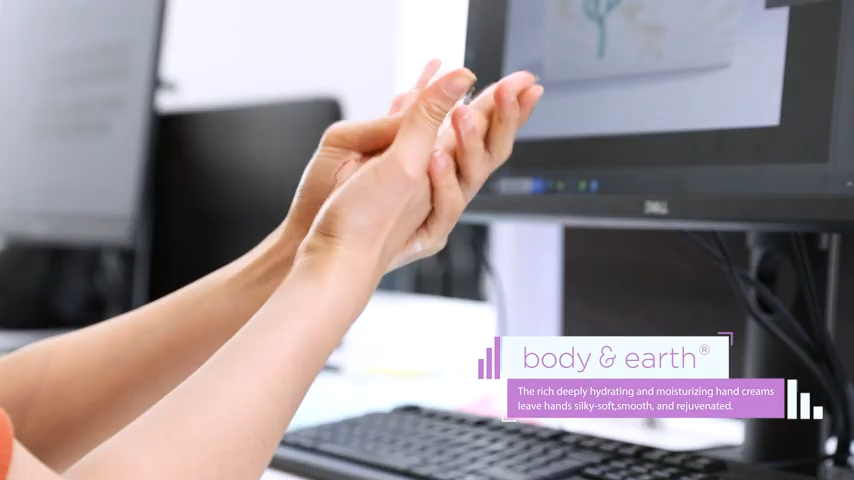 DELL
body & earth®
The rich deeply hydrating and moisturizing hand creams
leave hands silky-soft,smooth, and rejuvenated.